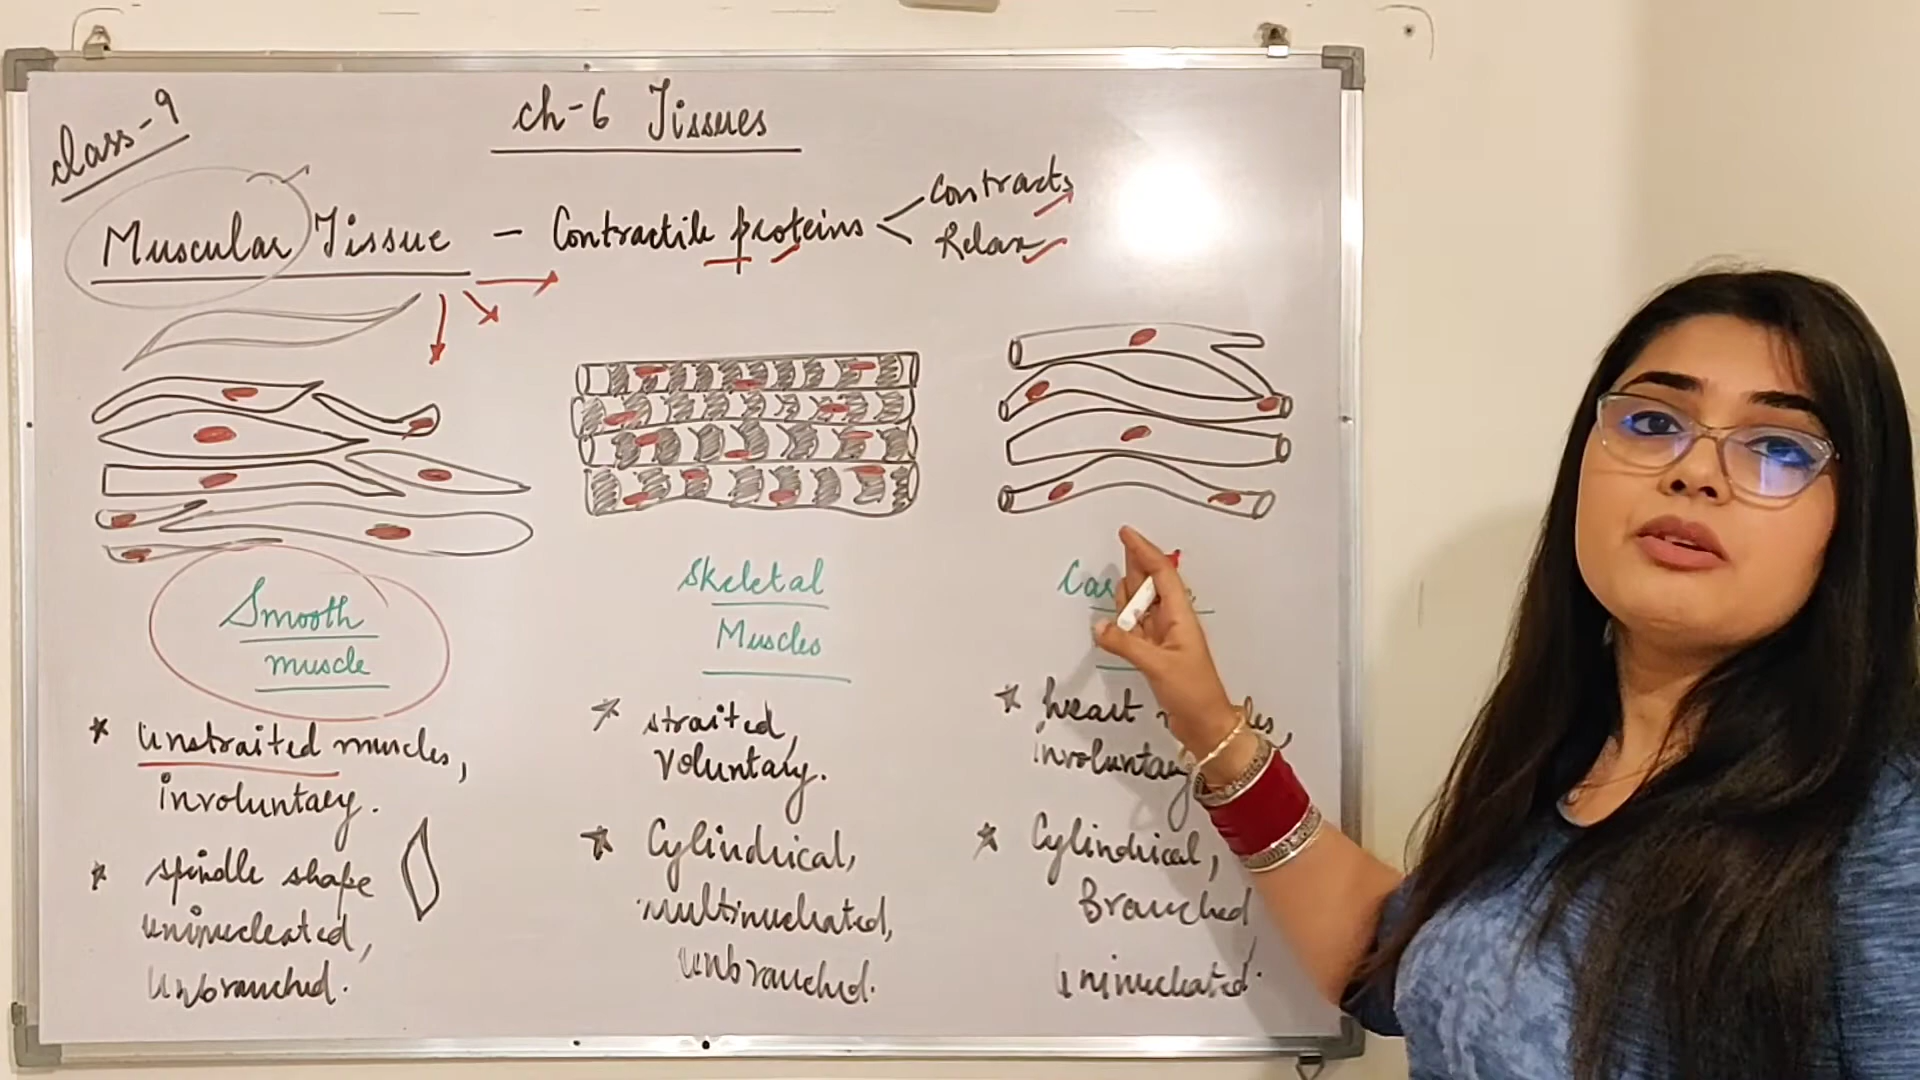 class-9
ch-6 Tissues
Muscular Tissue - Contractile proteins
Contracts
Relax
Smooth
muscle
* unstraited muscles,
involuntary.
* spindle shape
uninucleated,
unbranched.
Skeletal
Muscles
* straited,
voluntary.
* Cylindrical,
multinucleated,
unbranched.
* heart
involuntary
* Cylindrical,
Branched,
uninucleated.